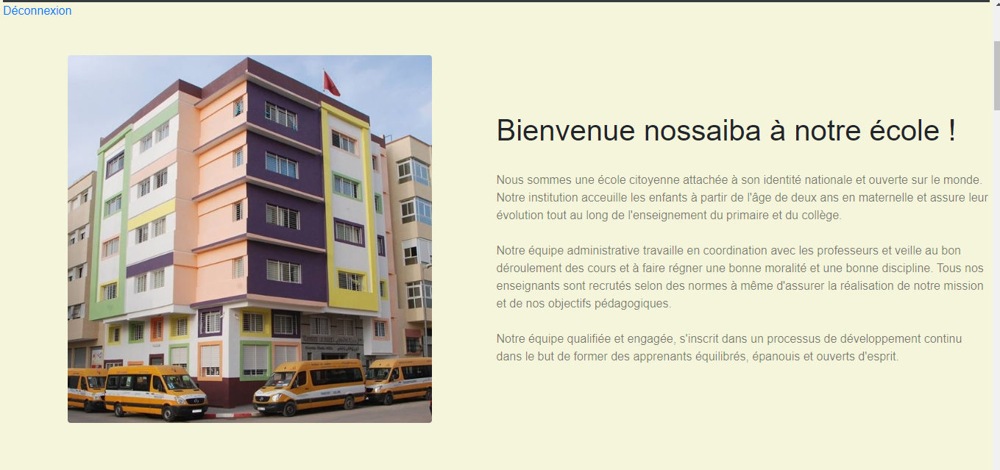 Déconnexion
Bienvenue nossaiba à notre école !
Nous sommes une école citoyenne attachée à son identité nationale et ouverte sur le monde.
Notre institution acceuille les enfants à partir de l'âge de deux ans en maternelle et assure leur
évolution tout au long de l'enseignement du primaire et du collège.
Notre équipe administrative travaille en coordination avec les professeurs et veille au bon
déroulement des cours et à faire régner une bonne moralité et une bonne discipline. Tous nos
enseignants sont recrutés selon des normes à même d'assurer la réalisation de notre mission
et de nos objectifs pédagogiques.
Notre équipe qualifiée et engagée, s'inscrit dans un processus de développement continu
dans le but de former des apprenants équilibrés, épanouis et ouverts d'esprit.